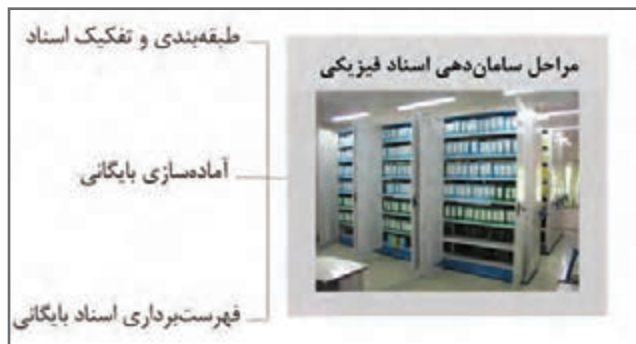 مراحل سامان‌دهی اسناد فیزیکی
طبقه‌بندی و تفکیک اسناد
آماده‌سازی بایگانی
فهرست‌برداری اسناد بایگانی